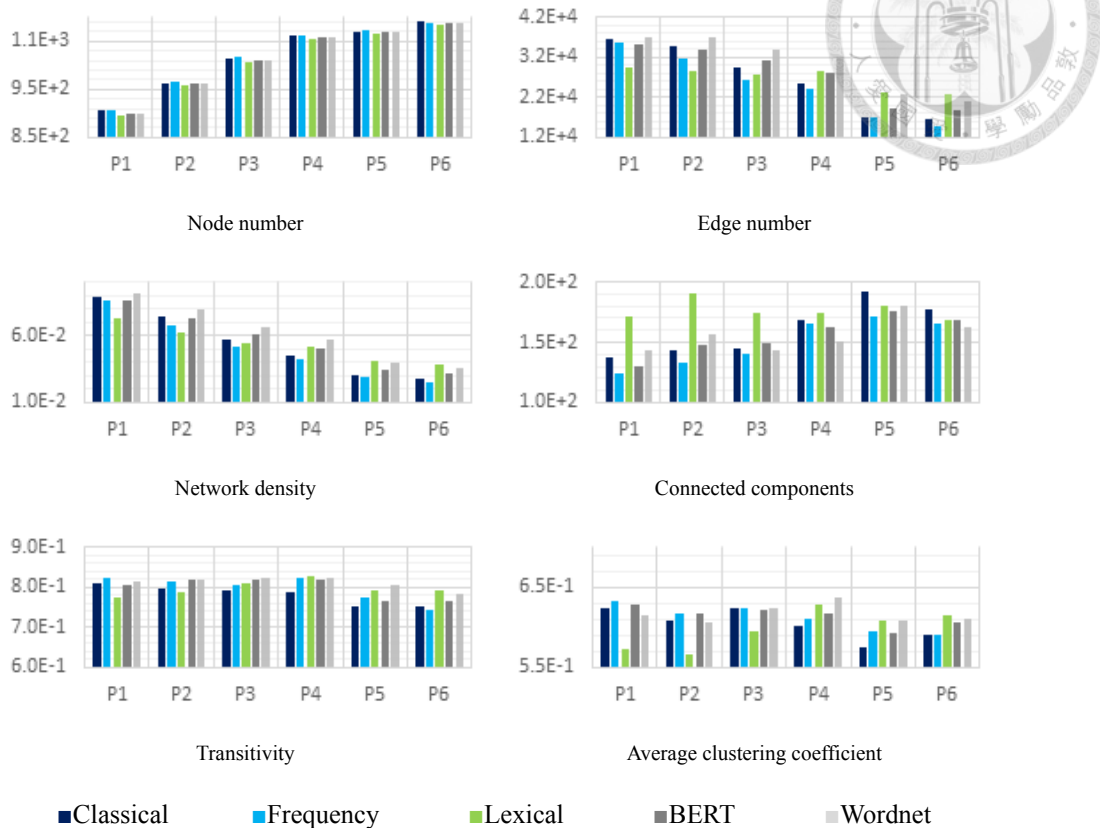 1.1E+3
9.5E+2
8.5E+2
P1 P2 P3 P4 P5 P6
Node number
4.2E+4
3.2E+4
2.2E+4
1.2E+4
P1 P2 P3 P4 P5 P6
Edge number
6.0E-2
1.0E-2
P1 P2 P3 P4 P5 P6
Network density
2.0E+2
1.5E+2
1.0E+2
P1 P2 P3 P4 P5 P6
Connected components
9.0E-1
8.0E-1
7.0E-1
6.0E-1
P1 P2 P3 P4 P5 P6
Transitivity
6.5E-1
5.5E-1
P1 P2 P3 P4 P5 P6
Average clustering coefficient
Classical Frequency Lexical BERT Wordnet